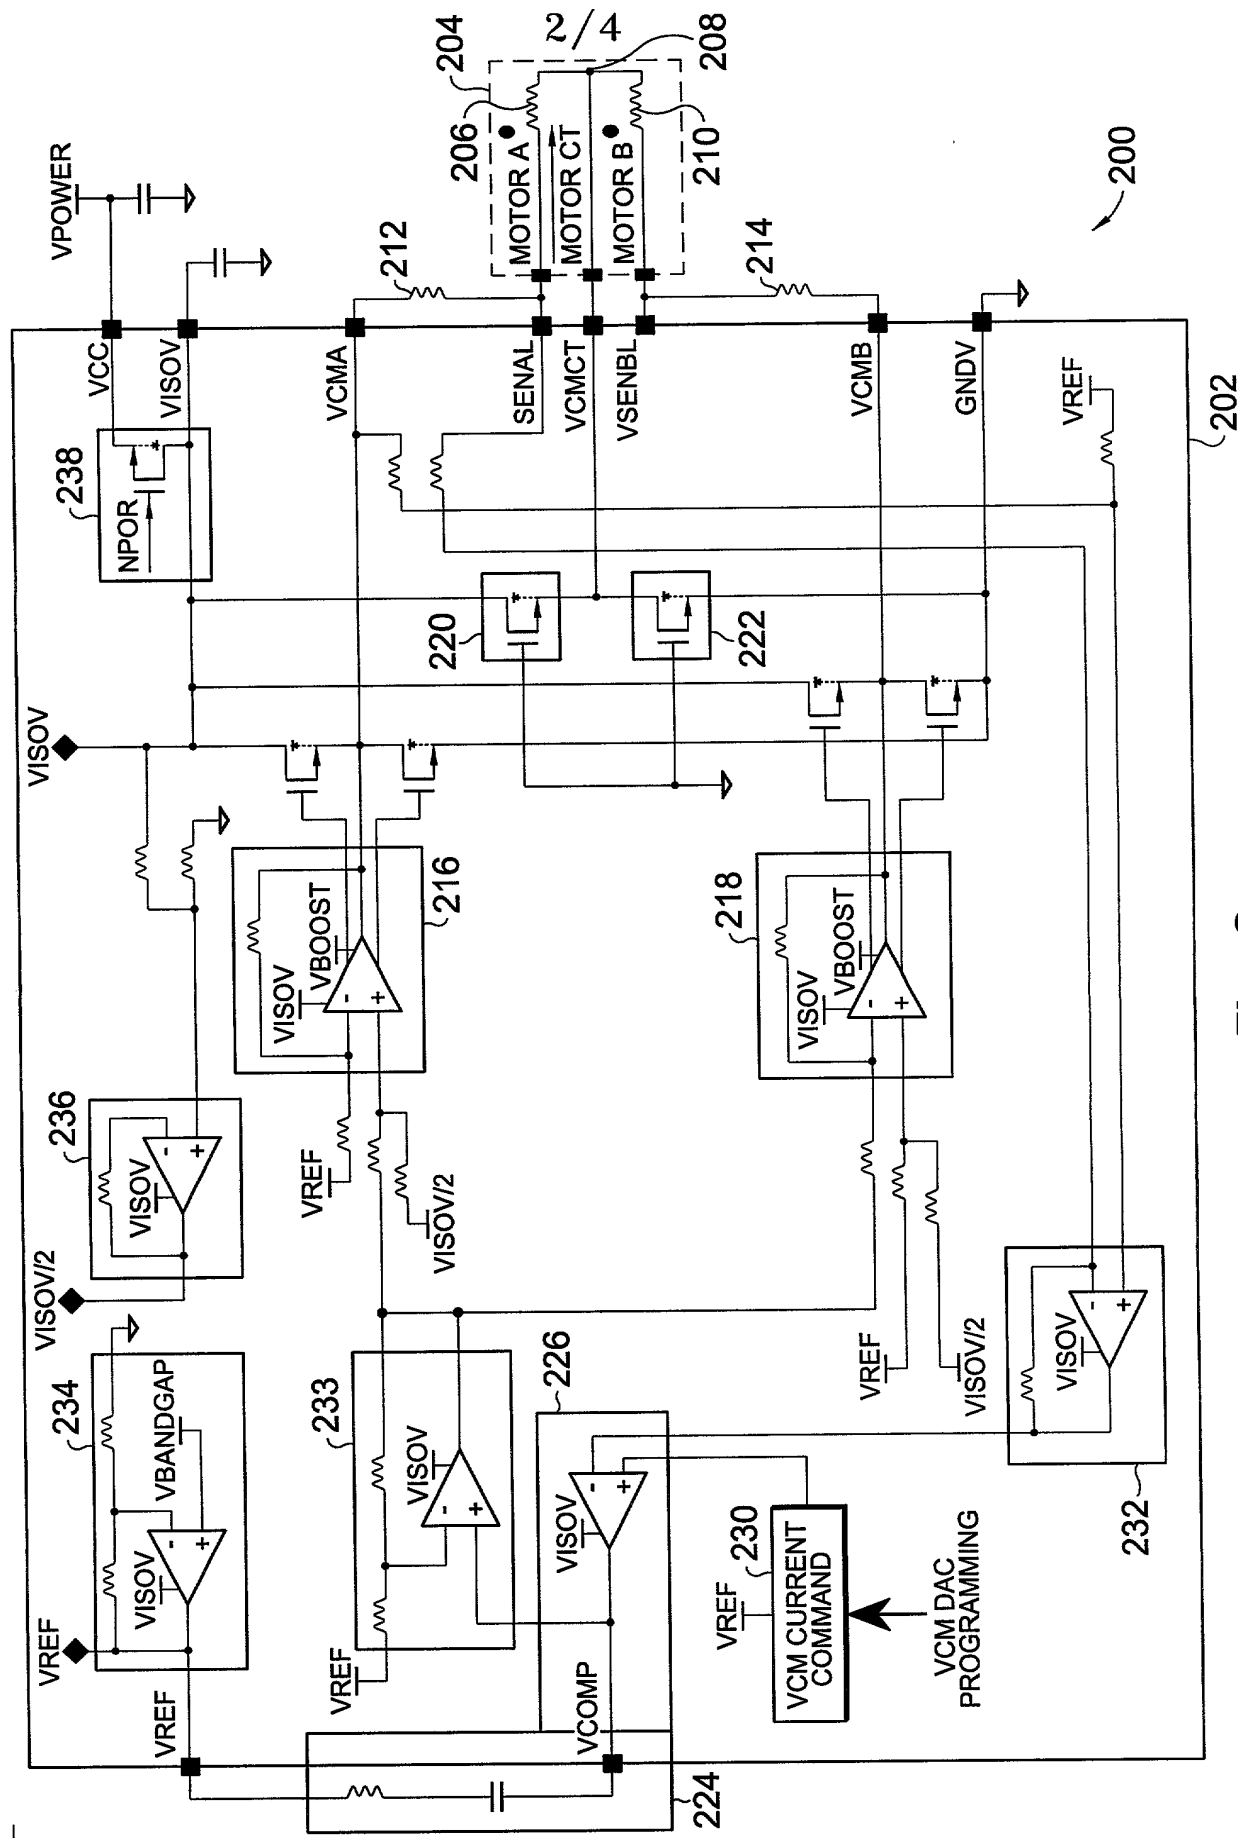 2/4
VPOWER
204
206
208
210
MOTOR A
MOTOR CT
MOTOR B
212
214
200
202
VCC
VISOV
VCMA
SENAL
VCMCT
VSENBL
VCMB
GNDV
VREF
238
NPOR
220
222
VISOV
216
VISOV
VBOOST
218
VISOV
VBOOST
236
VISOV
VISOV/2
VREF
VISOV/2
VREF
VISOV/2
234
VBANDGAP
VISOV
VREF
VREF
233
VISOV
VREF
226
VISOV
VCOMP
224
230
VREF
VCM CURRENT
COMMAND
VCM DAC
PROGRAMMING
232
VISOV
-
+
-
+
-
+
-
+
-
+
-
+
-
+